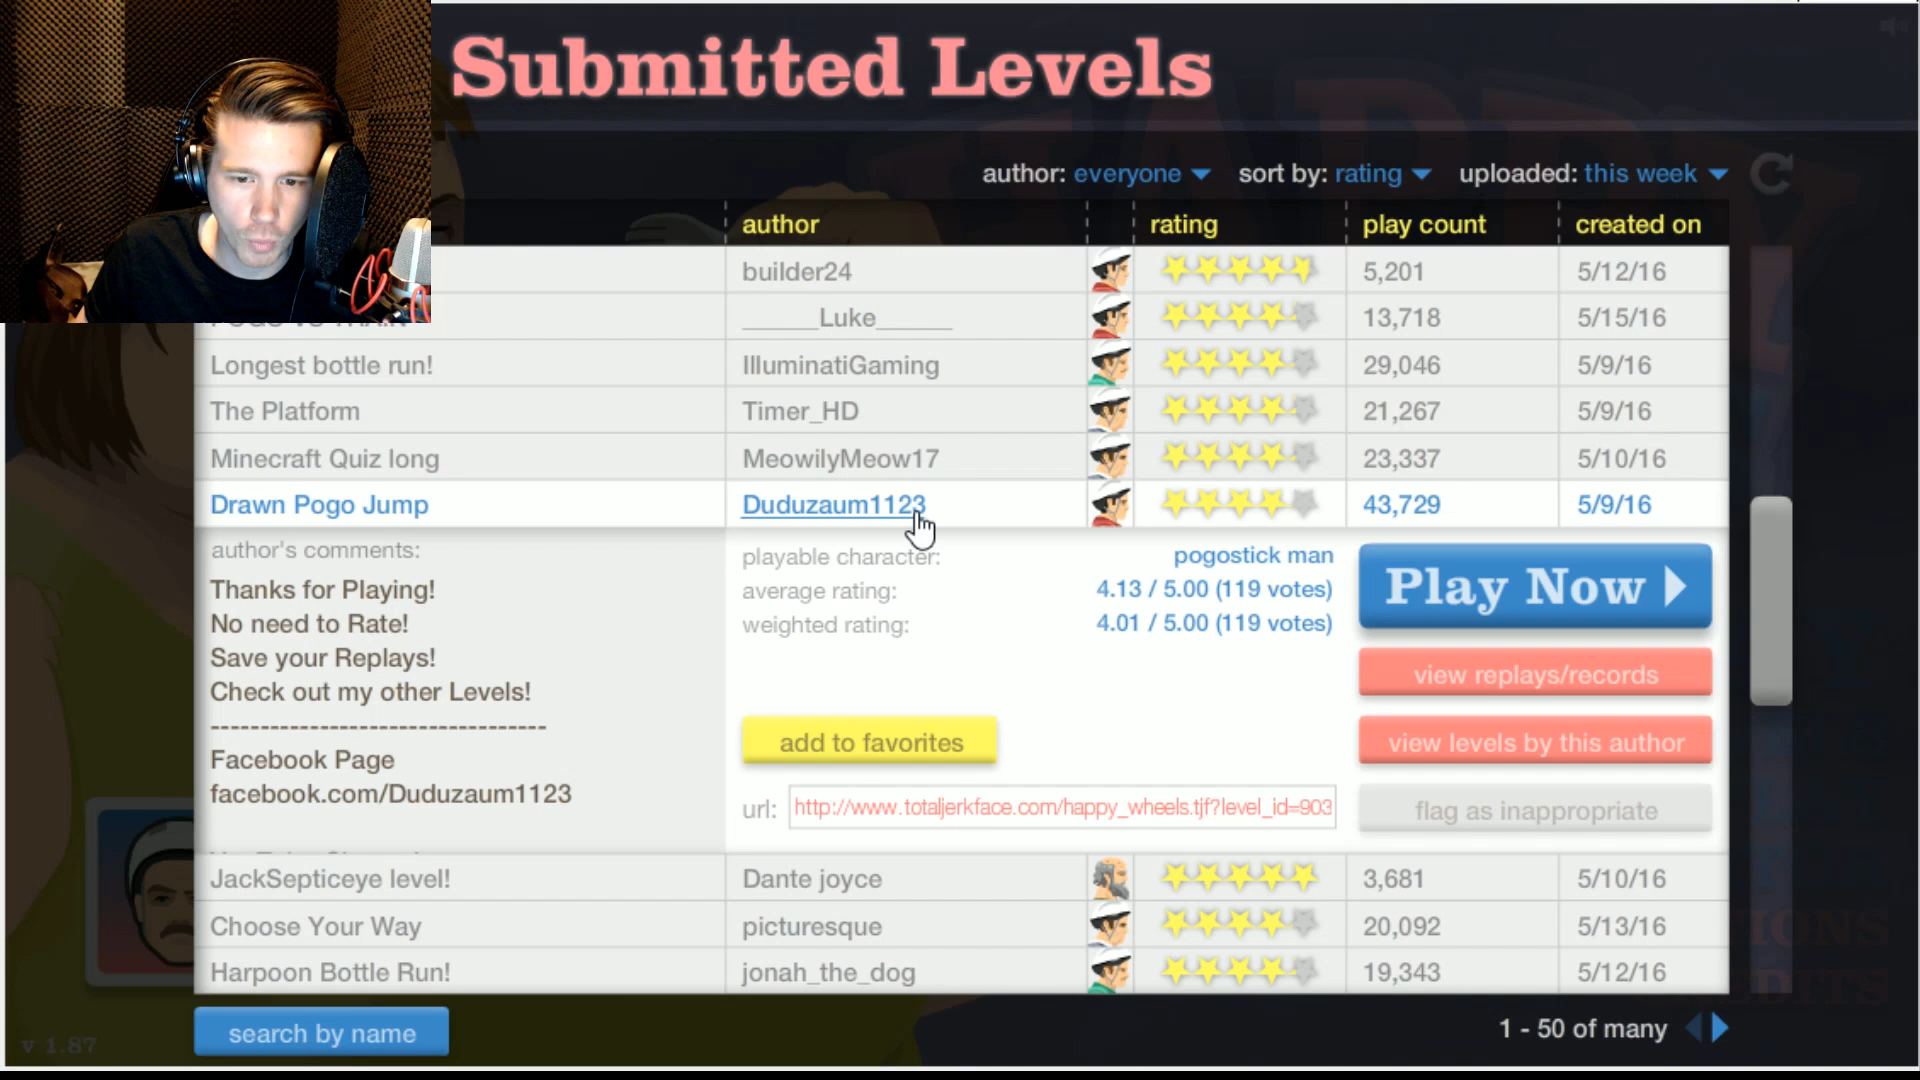 Submitted Levels
author: everyone sort by: rating uploaded: this week
author rating play count created on
builder24 5,201 5/12/16
______Luke______ 13,718 5/15/16
Longest bottle run! IlluminatiGaming 29,046 5/9/16
The Platform Timer_HD 21,267 5/9/16
Minecraft Quiz long MeowilyMeow17 23,337 5/10/16
Drawn Pogo Jump Duduzaum1123 43,729 5/9/16
author's comments:
Thanks for Playing!
No need to Rate!
Save your Replays!
Check out my other Levels!
---------------------------------
Facebook Page
facebook.com/Duduzaum1123
playable character: pogostick man
average rating: 4.13 / 5.00 (119 votes)
weighted rating: 4.01 / 5.00 (119 votes)
add to favorites
url: http://www.totaljerkface.com/happy_wheels.tjf?level_id=903
Play Now
view replays/records
view levels by this author
flag as inappropriate
JackSepticeye level! Dante joyce 3,681 5/10/16
Choose Your Way picturesque 20,092 5/13/16
Harpoon Bottle Run! jonah_the_dog 19,343 5/12/16
search by name
1 - 50 of many
v 1.87